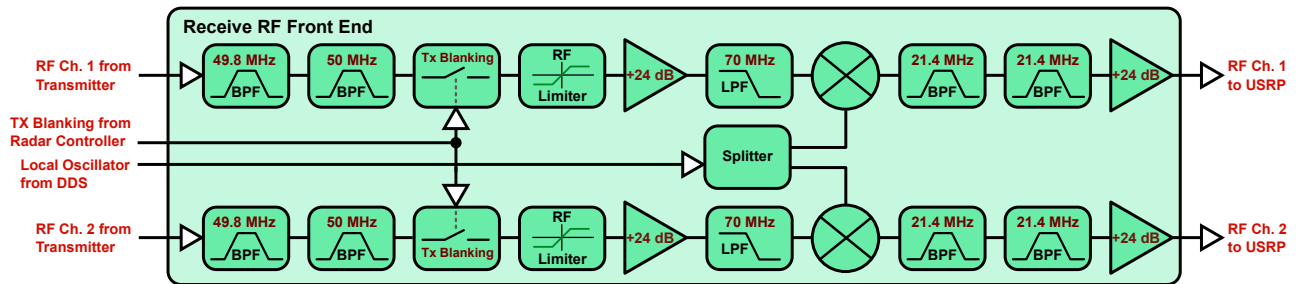 Receive RF Front End
RF Ch. 1 from
Transmitter
49.8 MHz
BPF
50 MHz
BPF
Tx Blanking
RF
Limiter
+24 dB
70 MHz
LPF
21.4 MHz
BPF
21.4 MHz
BPF
+24 dB
RF Ch. 1
to USRP
TX Blanking from
Radar Controller
Local Oscillator
from DDS
Splitter
RF Ch. 2 from
Transmitter
49.8 MHz
BPF
50 MHz
BPF
Tx Blanking
RF
Limiter
+24 dB
70 MHz
LPF
21.4 MHz
BPF
21.4 MHz
BPF
+24 dB
RF Ch. 2
to USRP